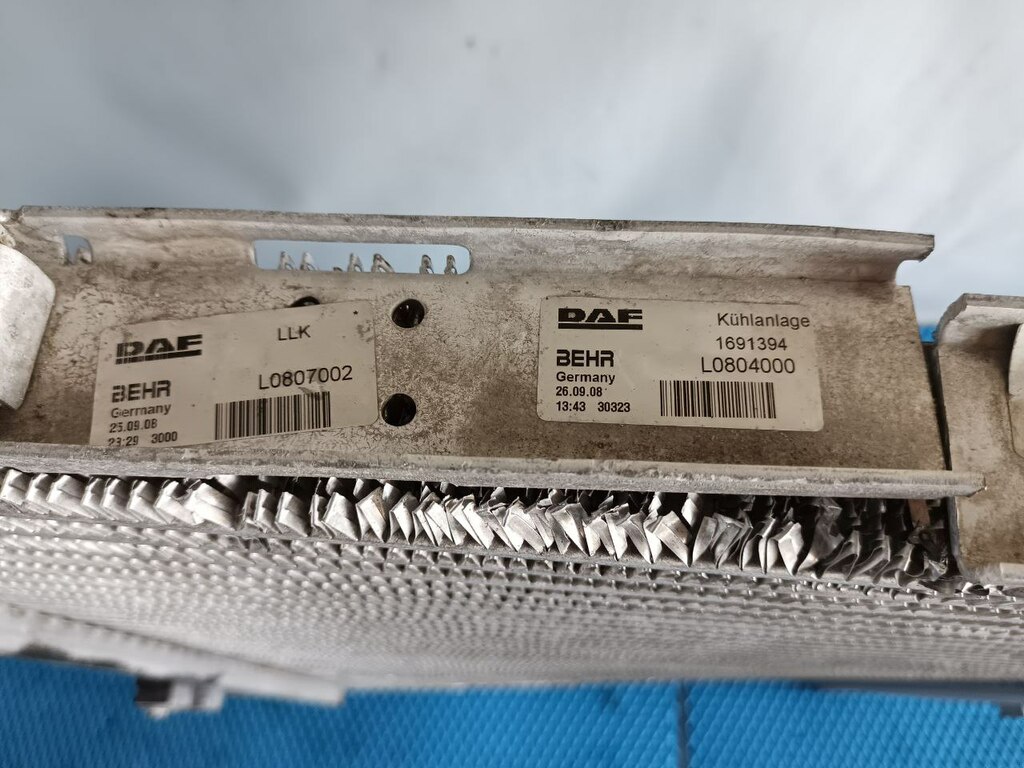 DAF LLK
BEHR L0807002
Germany
25.09.08
23:29 3000
DAF Kühlanlage
1691394
BEHR L0804000
Germany
26.09.08
13:43 30323